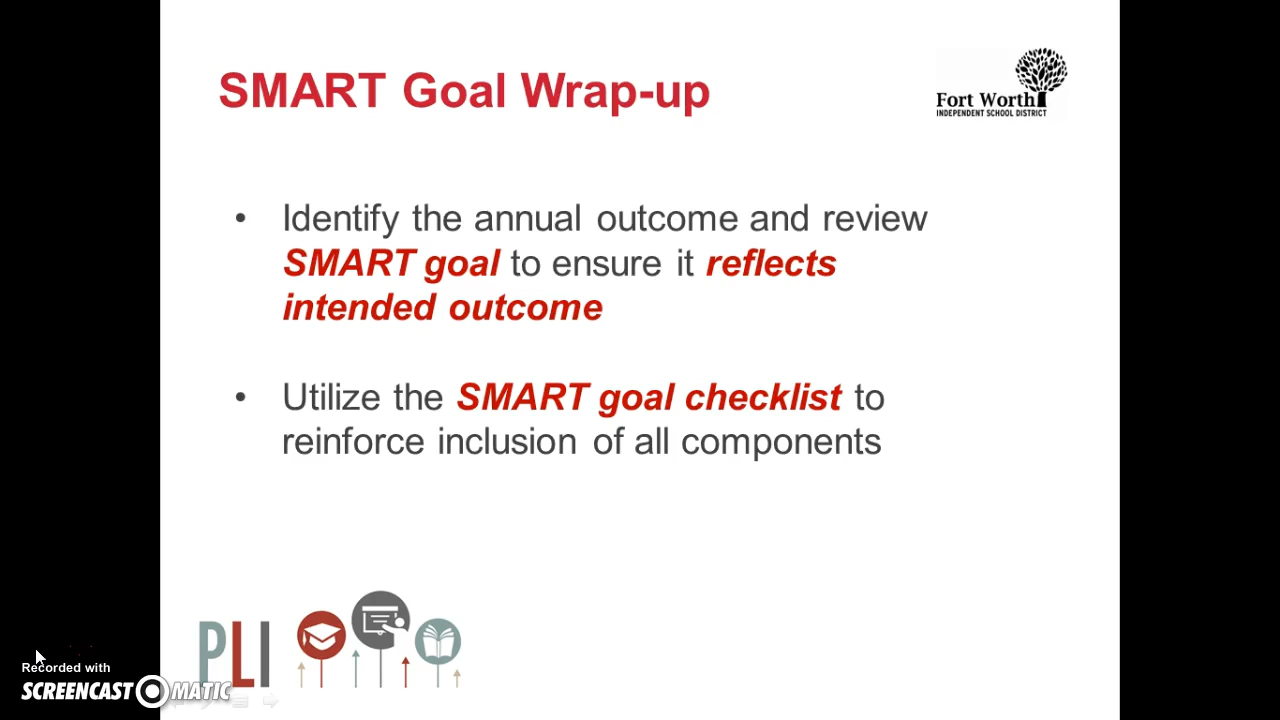 SMART Goal Wrap-up
Fort Worth
INDEPENDENT SCHOOL DISTRICT
• Identify the annual outcome and review
SMART goal to ensure it reflects
intended outcome
• Utilize the SMART goal checklist to
reinforce inclusion of all components
PLI
Recorded with
SCREENCAST MATIC